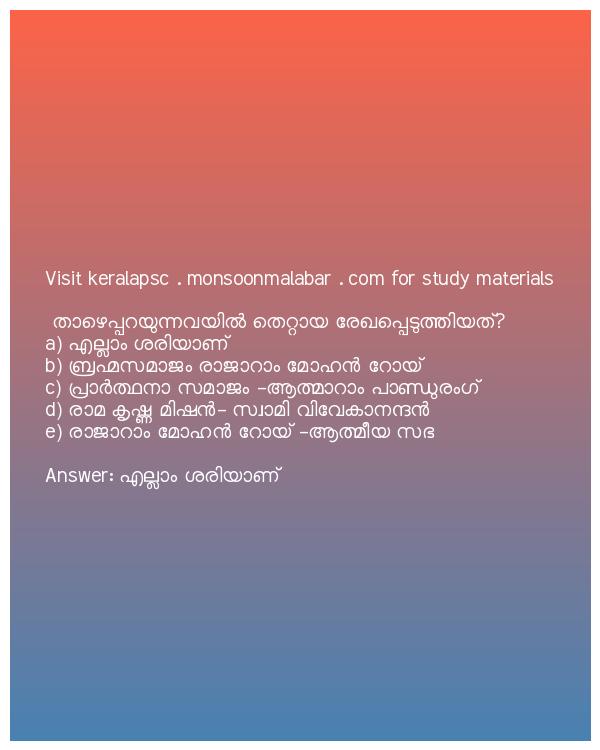 Visit keralapsc . monsoonmalabar . com for study materials
താഴെപ്പറയുന്നവയിൽ തെറ്റായ രേഖപ്പെടുത്തിയത്?
a) എല്ലാം ശരിയാണ്
b) ബ്രഹ്മസമാജം രാജാറാം മോഹൻ റോയ്
c) പ്രാർത്ഥനാ സമാജം -ആത്മാറാം പാണ്ഡുരംഗ്
d) രാമ കൃഷ്ണ മിഷൻ- സ്വാമി വിവേകാനന്ദൻ
e) രാജാറാം മോഹൻ റോയ് -ആത്മീയ സഭ
Answer: എല്ലാം ശരിയാണ്